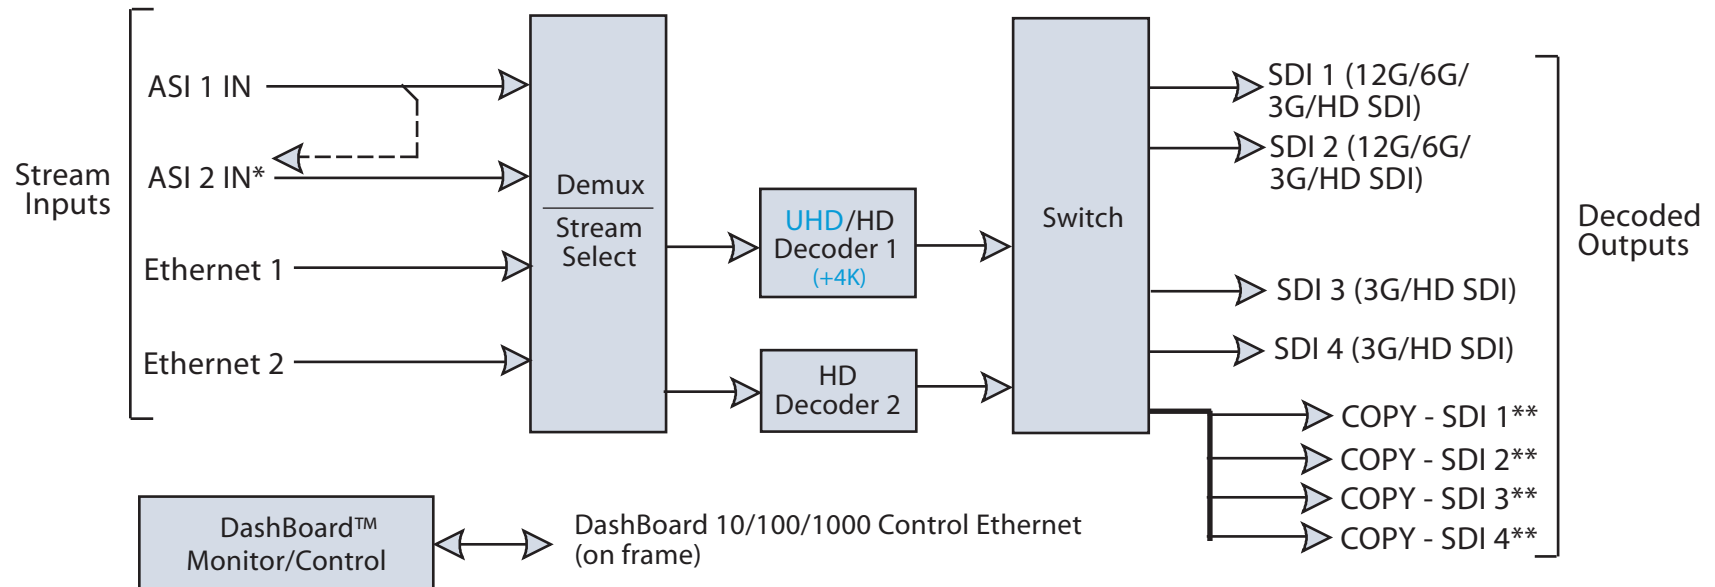 Stream
Inputs
ASI 1 IN
ASI 2 IN*
Ethernet 1
Ethernet 2
Demux
Stream
Select
UHD/HD
Decoder 1
(+4K)
HD
Decoder 2
Switch
SDI 1 (12G/6G/
3G/HD SDI)
SDI 2 (12G/6G/
3G/HD SDI)
SDI 3 (3G/HD SDI)
SDI 4 (3G/HD SDI)
COPY - SDI 1**
COPY - SDI 2**
COPY - SDI 3**
COPY - SDI 4**
Decoded
Outputs
DashBoard™
Monitor/Control
DashBoard 10/100/1000 Control Ethernet
(on frame)